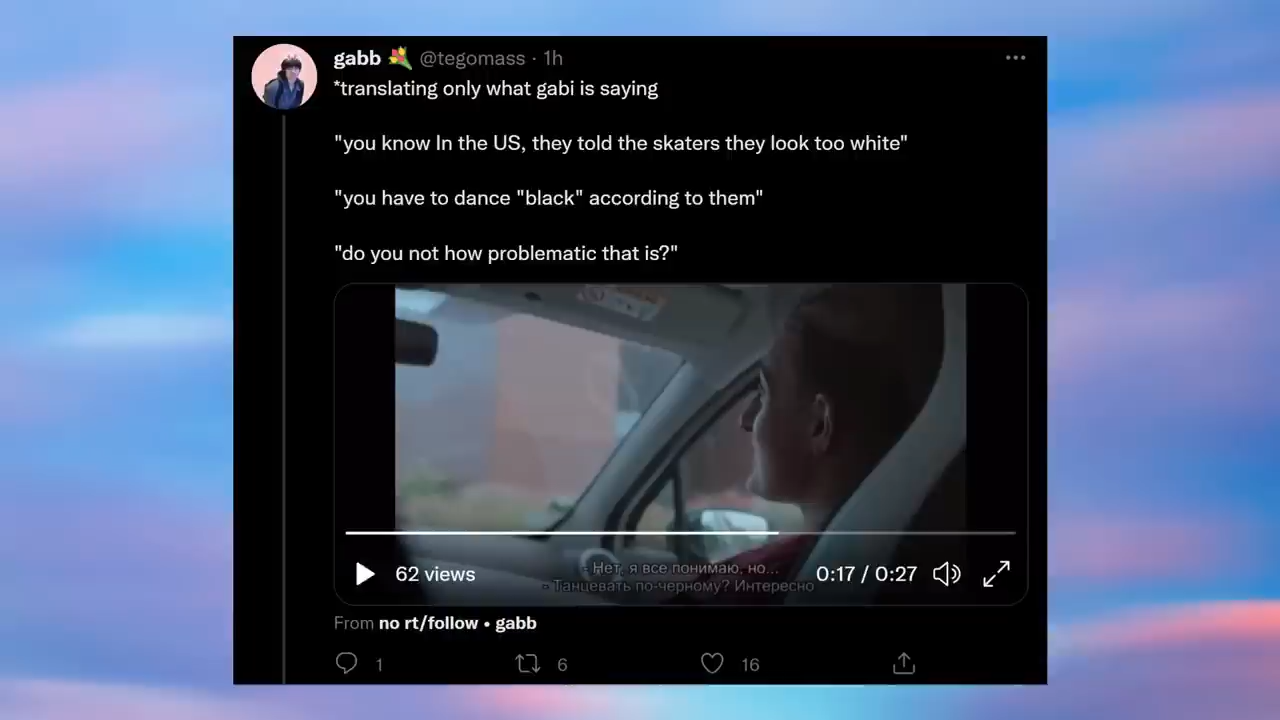 gabb @tegomass · 1h
*translating only what gabi is saying
"you know In the US, they told the skaters they look too white"
"you have to dance "black" according to them"
"do you not how problematic that is?"
- Нет, я все понимаю, но...
- Танцевать по-черному? Интересно
62 views
0:17 / 0:27
From no rt/follow • gabb
1
6
16